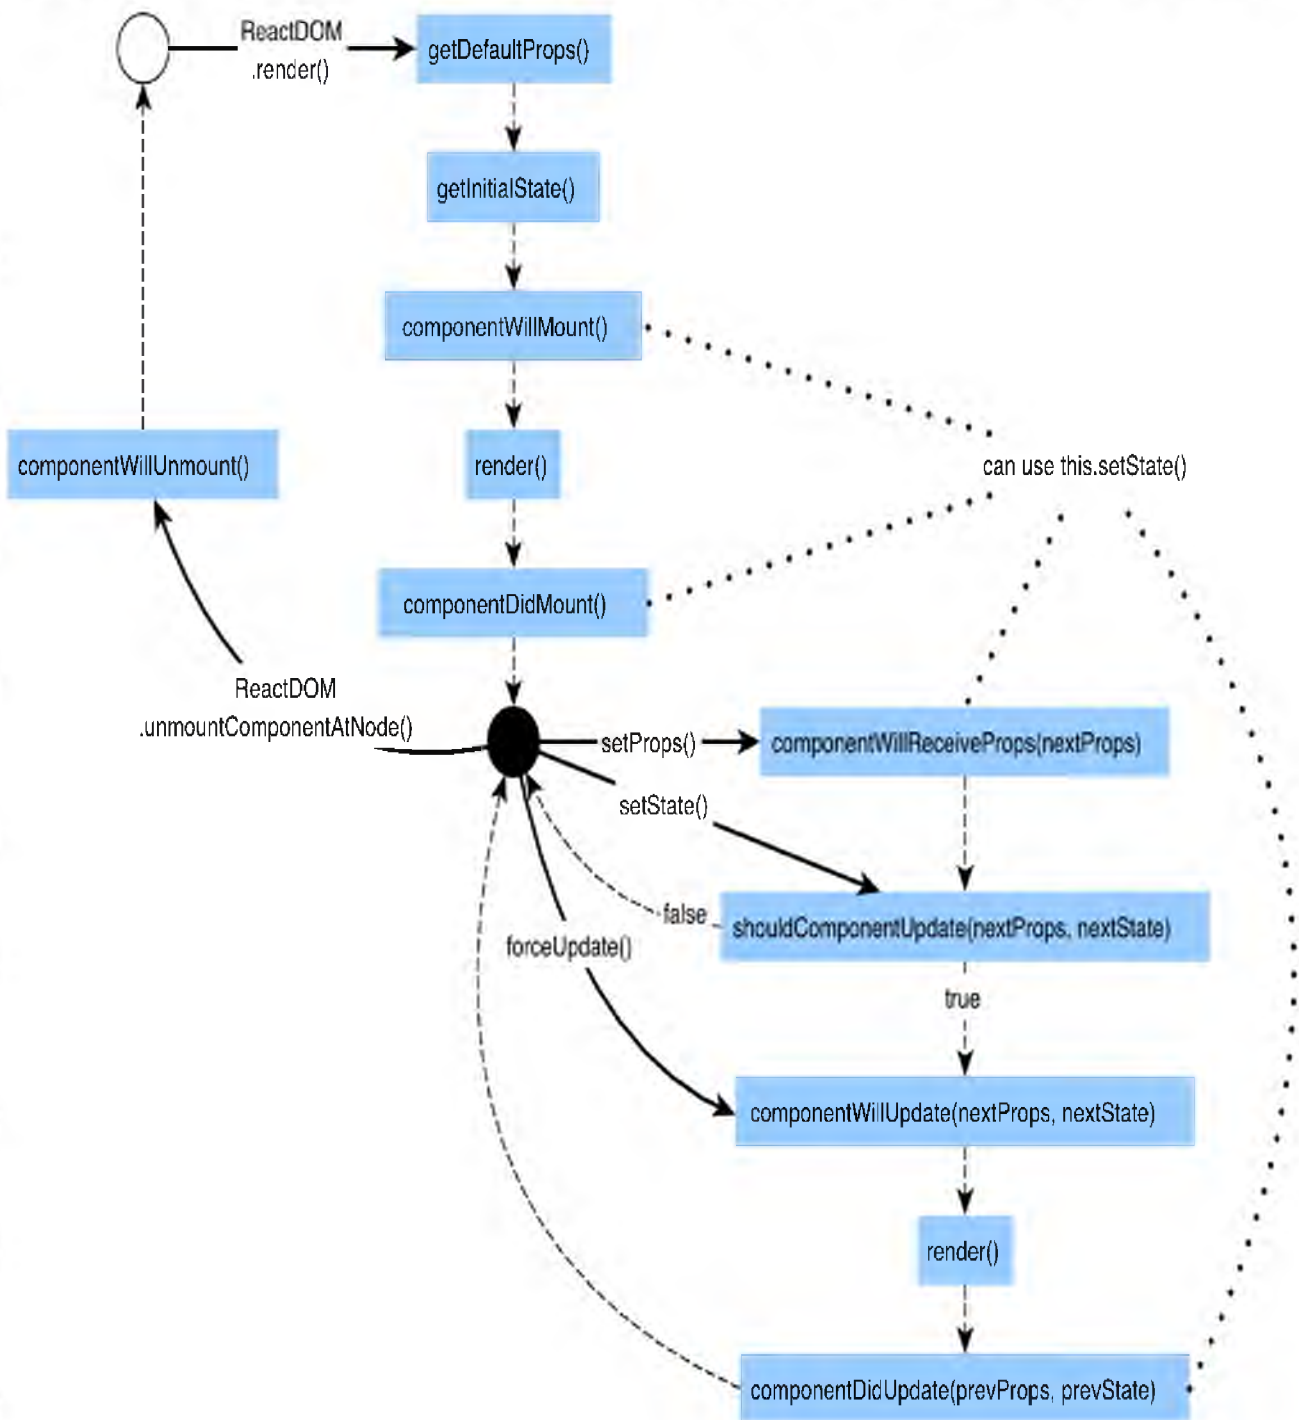 ReactDOM
.render()
getDefaultProps()
getInitialState()
componentWillMount()
componentWillUnmount()
render()
can use this.setState()
componentDidMount()
ReactDOM
.unmountComponentAtNode()
setProps()
componentWillReceiveProps(nextProps)
setState()
false
shouldComponentUpdate(nextProps, nextState)
forceUpdate()
true
componentWillUpdate(nextProps, nextState)
render()
componentDidUpdate(prevProps, prevState)